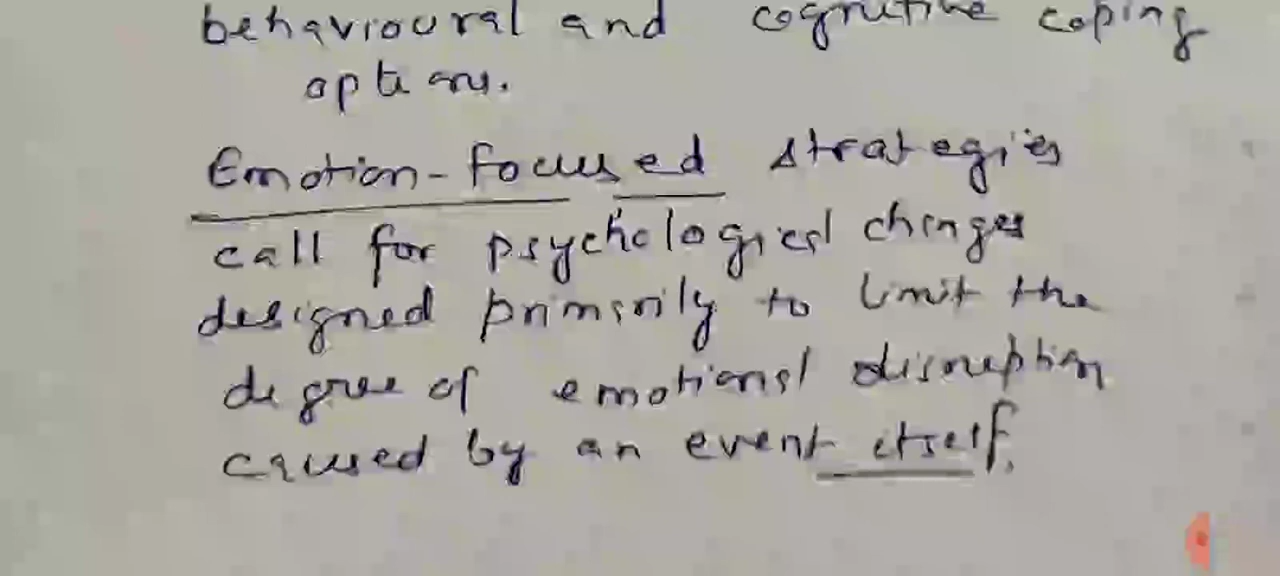 behavioural and cognitive coping
options.
Emotion-focused strategies
call for psychological changes
designed primarily to limit the
degree of emotional disruption
caused by an event itself.